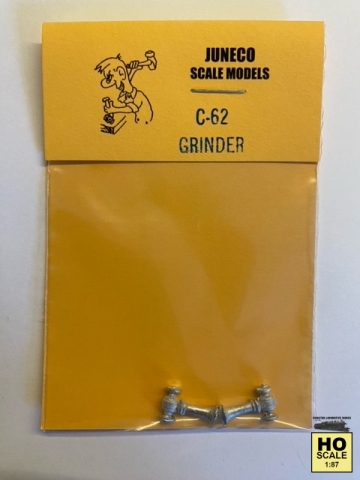 JUNECO
SCALE MODELS
C-62
GRINDER
HO
SCALE
1:87